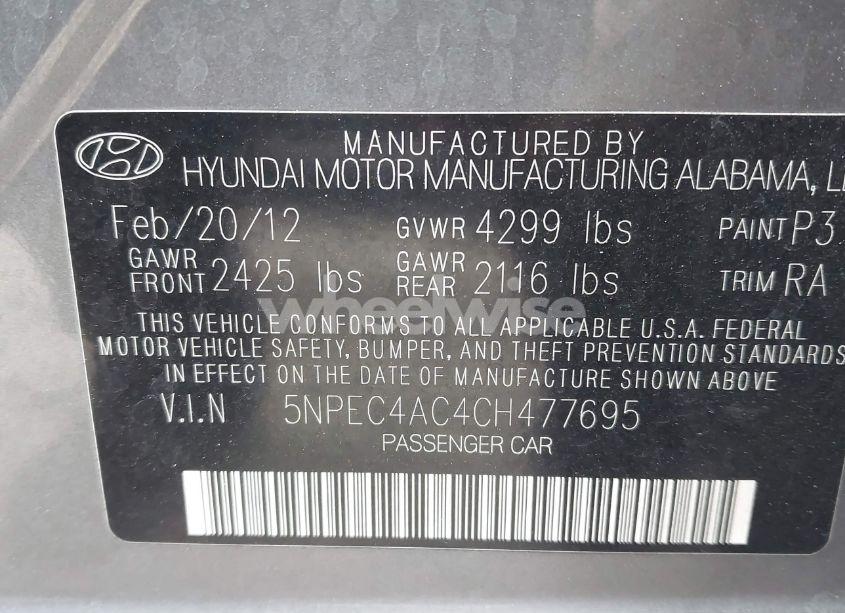 MANUFACTURED BY
HYUNDAI MOTOR MANUFACTURING ALABAMA,
Feb/20/12 GVWR 4299 lbs PAINT P3
GAWR FRONT 2425 lbs GAWR REAR 2116 lbs TRIM RA
wheelwise
THIS VEHICLE CONFORMS TO ALL APPLICABLE U.S.A. FEDERAL
MOTOR VEHICLE SAFETY, BUMPER, AND THEFT PREVENTION STANDARDS
IN EFFECT ON THE DATE OF MANUFACTURE SHOWN ABOVE
V.I.N 5NPEC4AC4CH477695
PASSENGER CAR